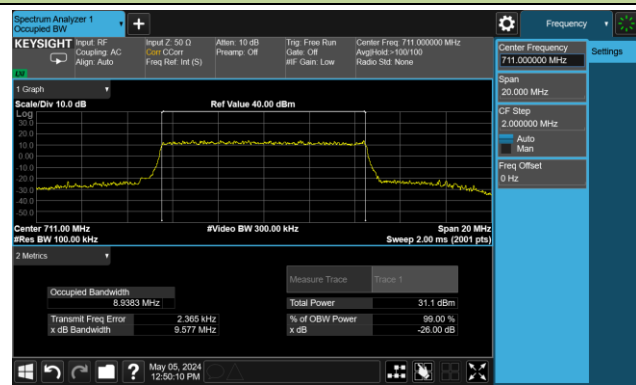 Spectrum Analyzer 1
Occupied BW
Frequency
KEYSIGHT
Input: RF
Coupling: AC
Align: Auto
Input Z: 50 Ω
Corr CCorr
Freq Ref: Int (S)
Atten: 10 dB
Preamp: Off
Trig: Free Run
Gate: Off
#IF Gain: Low
Center Freq: 711.000000 MHz
Avg|Hold:>100/100
Radio Std: None
LXI
Center Frequency
711.000000 MHz
Settings
Span
20.000 MHz
CF Step
2.000000 MHz
Auto
Man
Freq Offset
0 Hz
1 Graph
Scale/Div 10.0 dB
Ref Value 40.00 dBm
Log
30.0
20.0
10.0
0.00
-10.0
-20.0
-30.0
-40.0
-50.0
Center 711.00 MHz
#Video BW 300.00 kHz
Span 20 MHz
#Res BW 100.00 kHz
Sweep 2.00 ms (2001 pts)
2 Metrics
Measure Trace
Trace 1
Occupied Bandwidth
8.9383 MHz
Total Power
31.1 dBm
Transmit Freq Error
2.365 kHz
% of OBW Power
99.00 %
x dB Bandwidth
9.577 MHz
x dB
-26.00 dB
May 05, 2024
12:50:10 PM